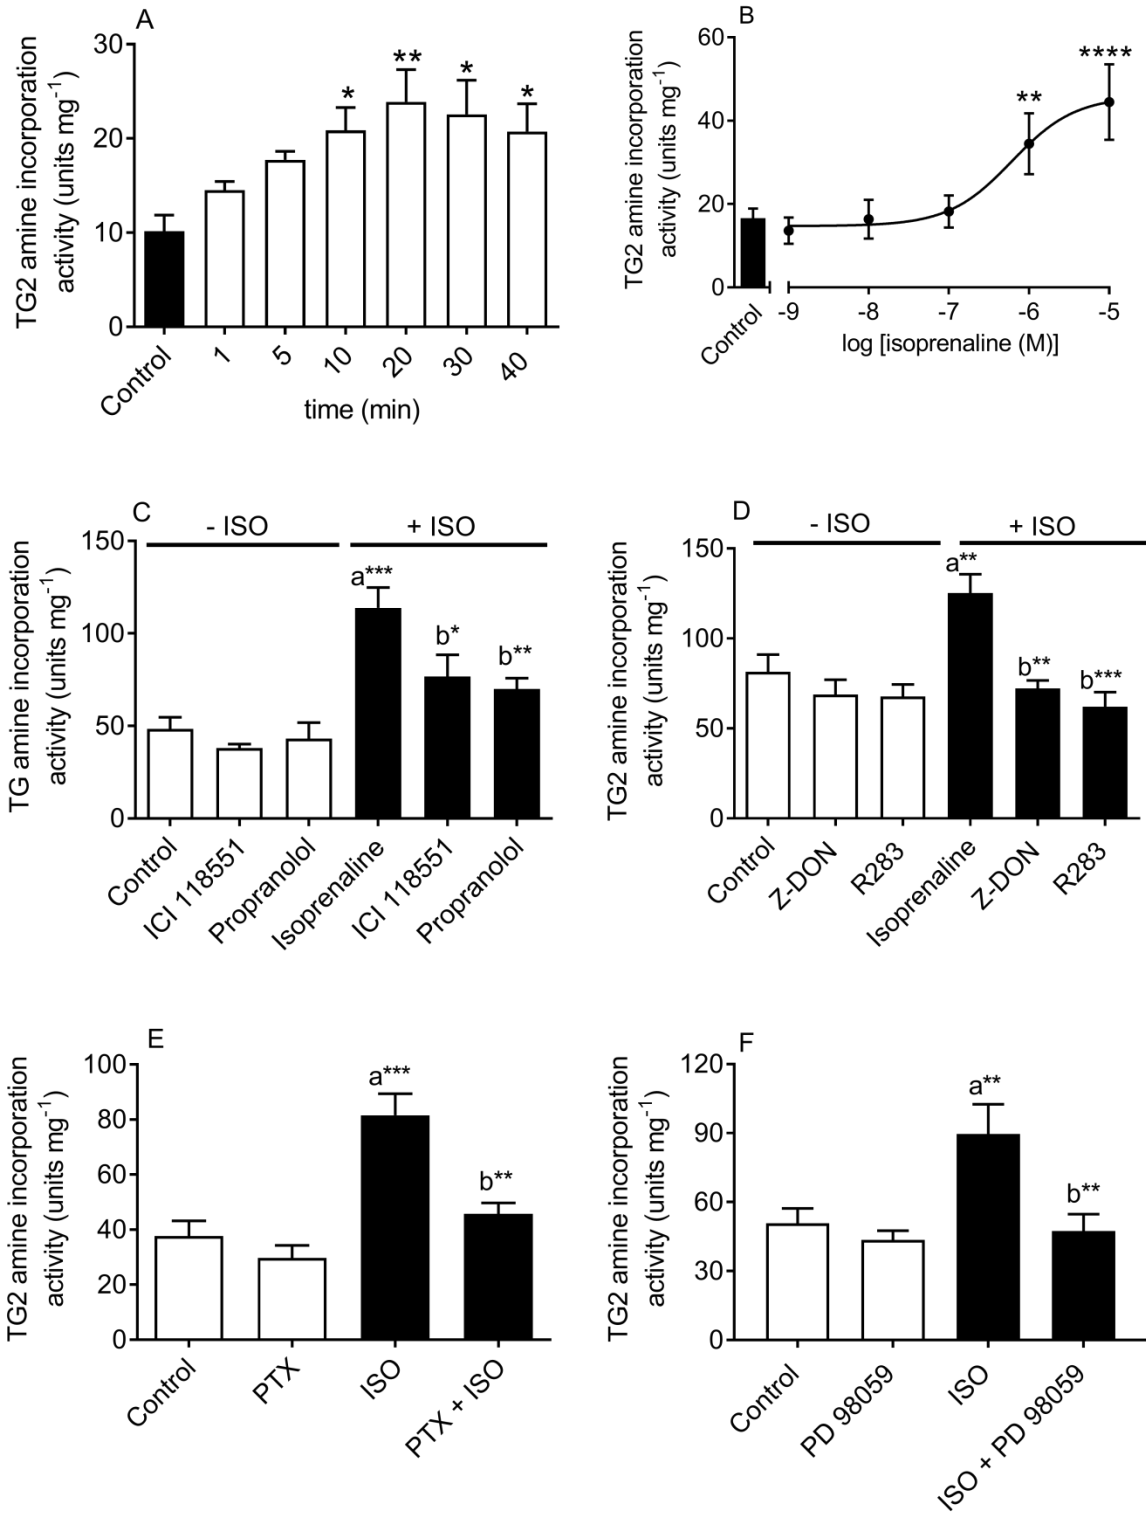 A
TG2 amine incorporation
activity (units mg-1)
30
20
10
0
*
**
*
*
Control
1
5
10
20
30
40
time (min)
B
TG2 amine incorporation
activity (units mg-1)
60
40
20
0
**
****
Control
-9
-8
-7
-6
-5
log [isoprenaline (M)]
C
- ISO
+ ISO
TG amine incorporation
activity (units mg-1)
150
100
50
0
a***
b*
b**
Control
ICI 118551
Propranolol
Isoprenaline
ICI 118551
Propranolol
D
- ISO
+ ISO
TG2 amine incorporation
activity (units mg-1)
150
100
50
0
a**
b**
b***
Control
Z-DON
R283
Isoprenaline
Z-DON
R283
E
TG2 amine incorporation
activity (units mg-1)
100
80
60
40
20
0
a***
b**
Control
PTX
ISO
PTX + ISO
F
TG2 amine incorporation
activity (units mg-1)
120
90
60
30
0
a**
b**
Control
PD 98059
ISO
ISO + PD 98059